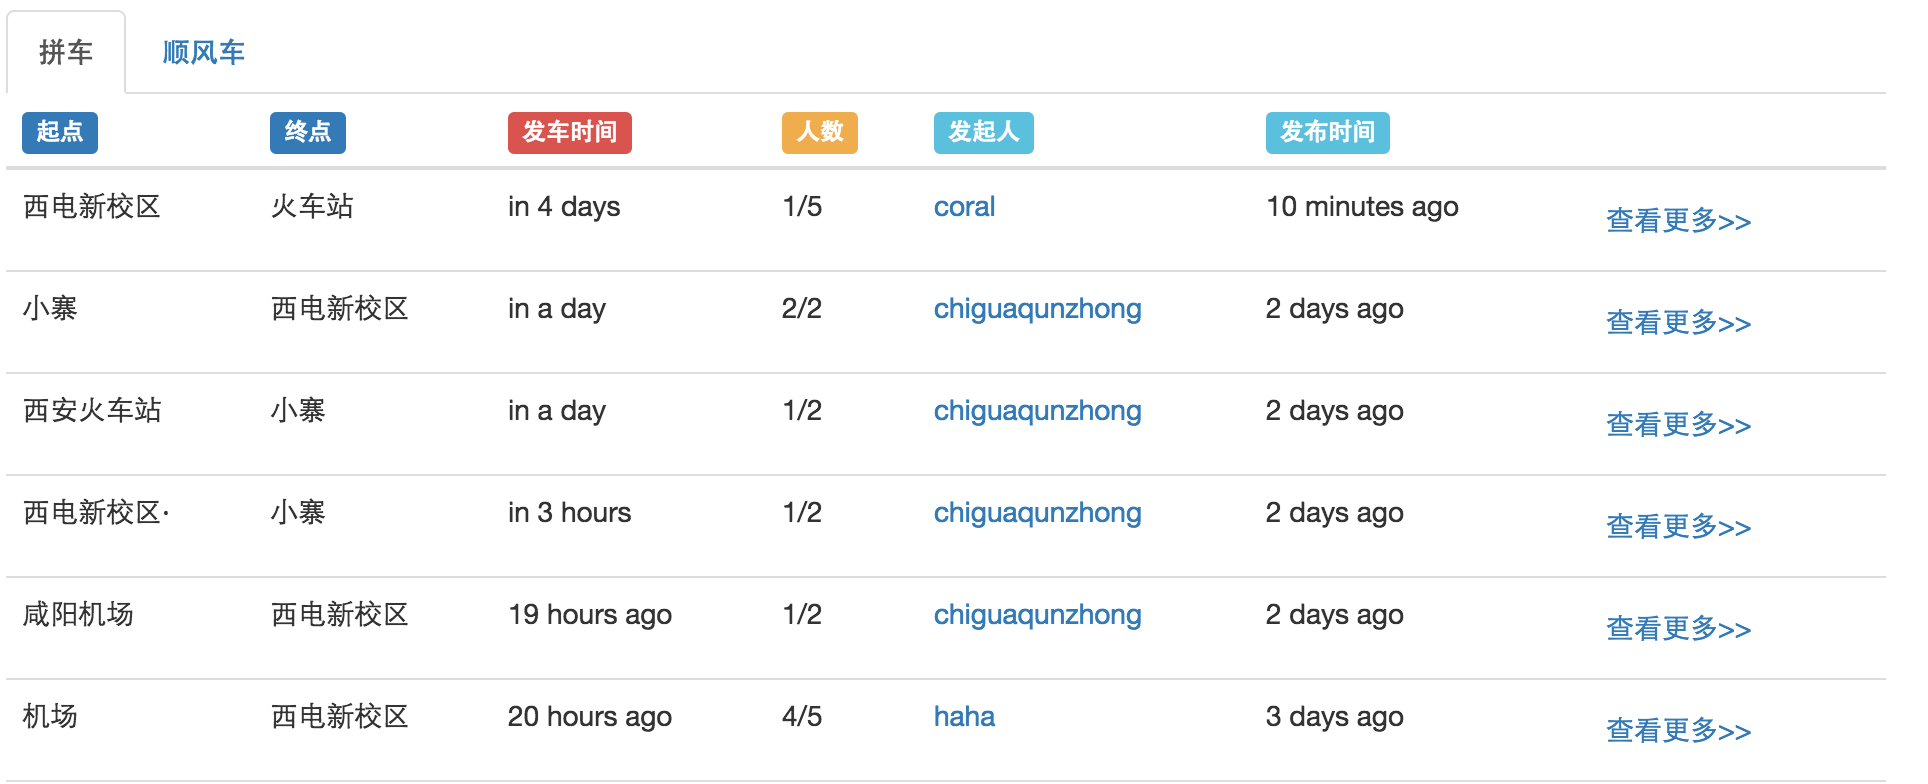 拼车 顺风车
起点 终点 发车时间 人数 发起人 发布时间
西电新校区 火车站 in 4 days 1/5 coral 10 minutes ago 查看更多>>
小寨 西电新校区 in a day 2/2 chiguaqunzhong 2 days ago 查看更多>>
西安火车站 小寨 in a day 1/2 chiguaqunzhong 2 days ago 查看更多>>
西电新校区· 小寨 in 3 hours 1/2 chiguaqunzhong 2 days ago 查看更多>>
咸阳机场 西电新校区 19 hours ago 1/2 chiguaqunzhong 2 days ago 查看更多>>
机场 西电新校区 20 hours ago 4/5 haha 3 days ago 查看更多>>